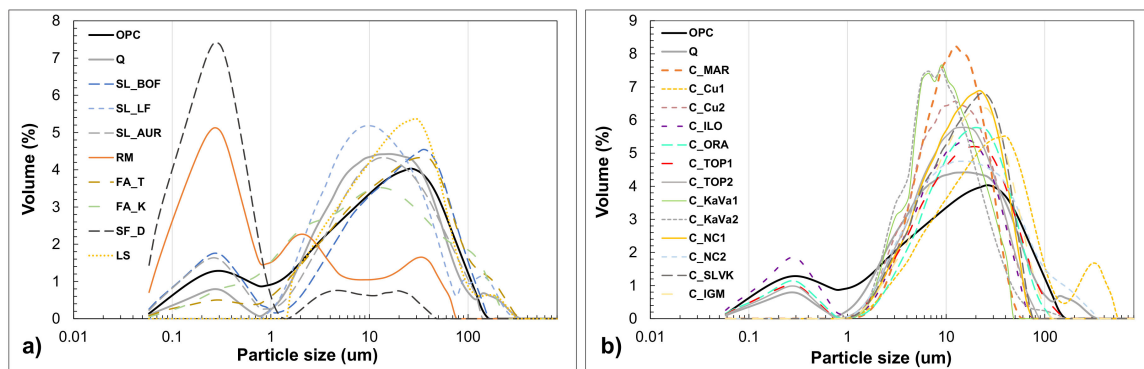 8
7
6
5
4
3
2
1
0
Volume (%)
OPC
Q
SL_BOF
SL_LF
SL_AUR
RM
FA_T
FA_K
SF_D
LS
0.01 0.1 1 10 100
Particle size (um)
a)
9
8
7
6
5
4
3
2
1
0
Volume (%)
OPC
Q
C_MAR
C_Cu1
C_Cu2
C_ILO
C_ORA
C_TOP1
C_TOP2
C_KaVa1
C_KaVa2
C_NC1
C_NC2
C_SLVK
C_IGM
0.01 0.1 1 10 100
Particle size (um)
b)